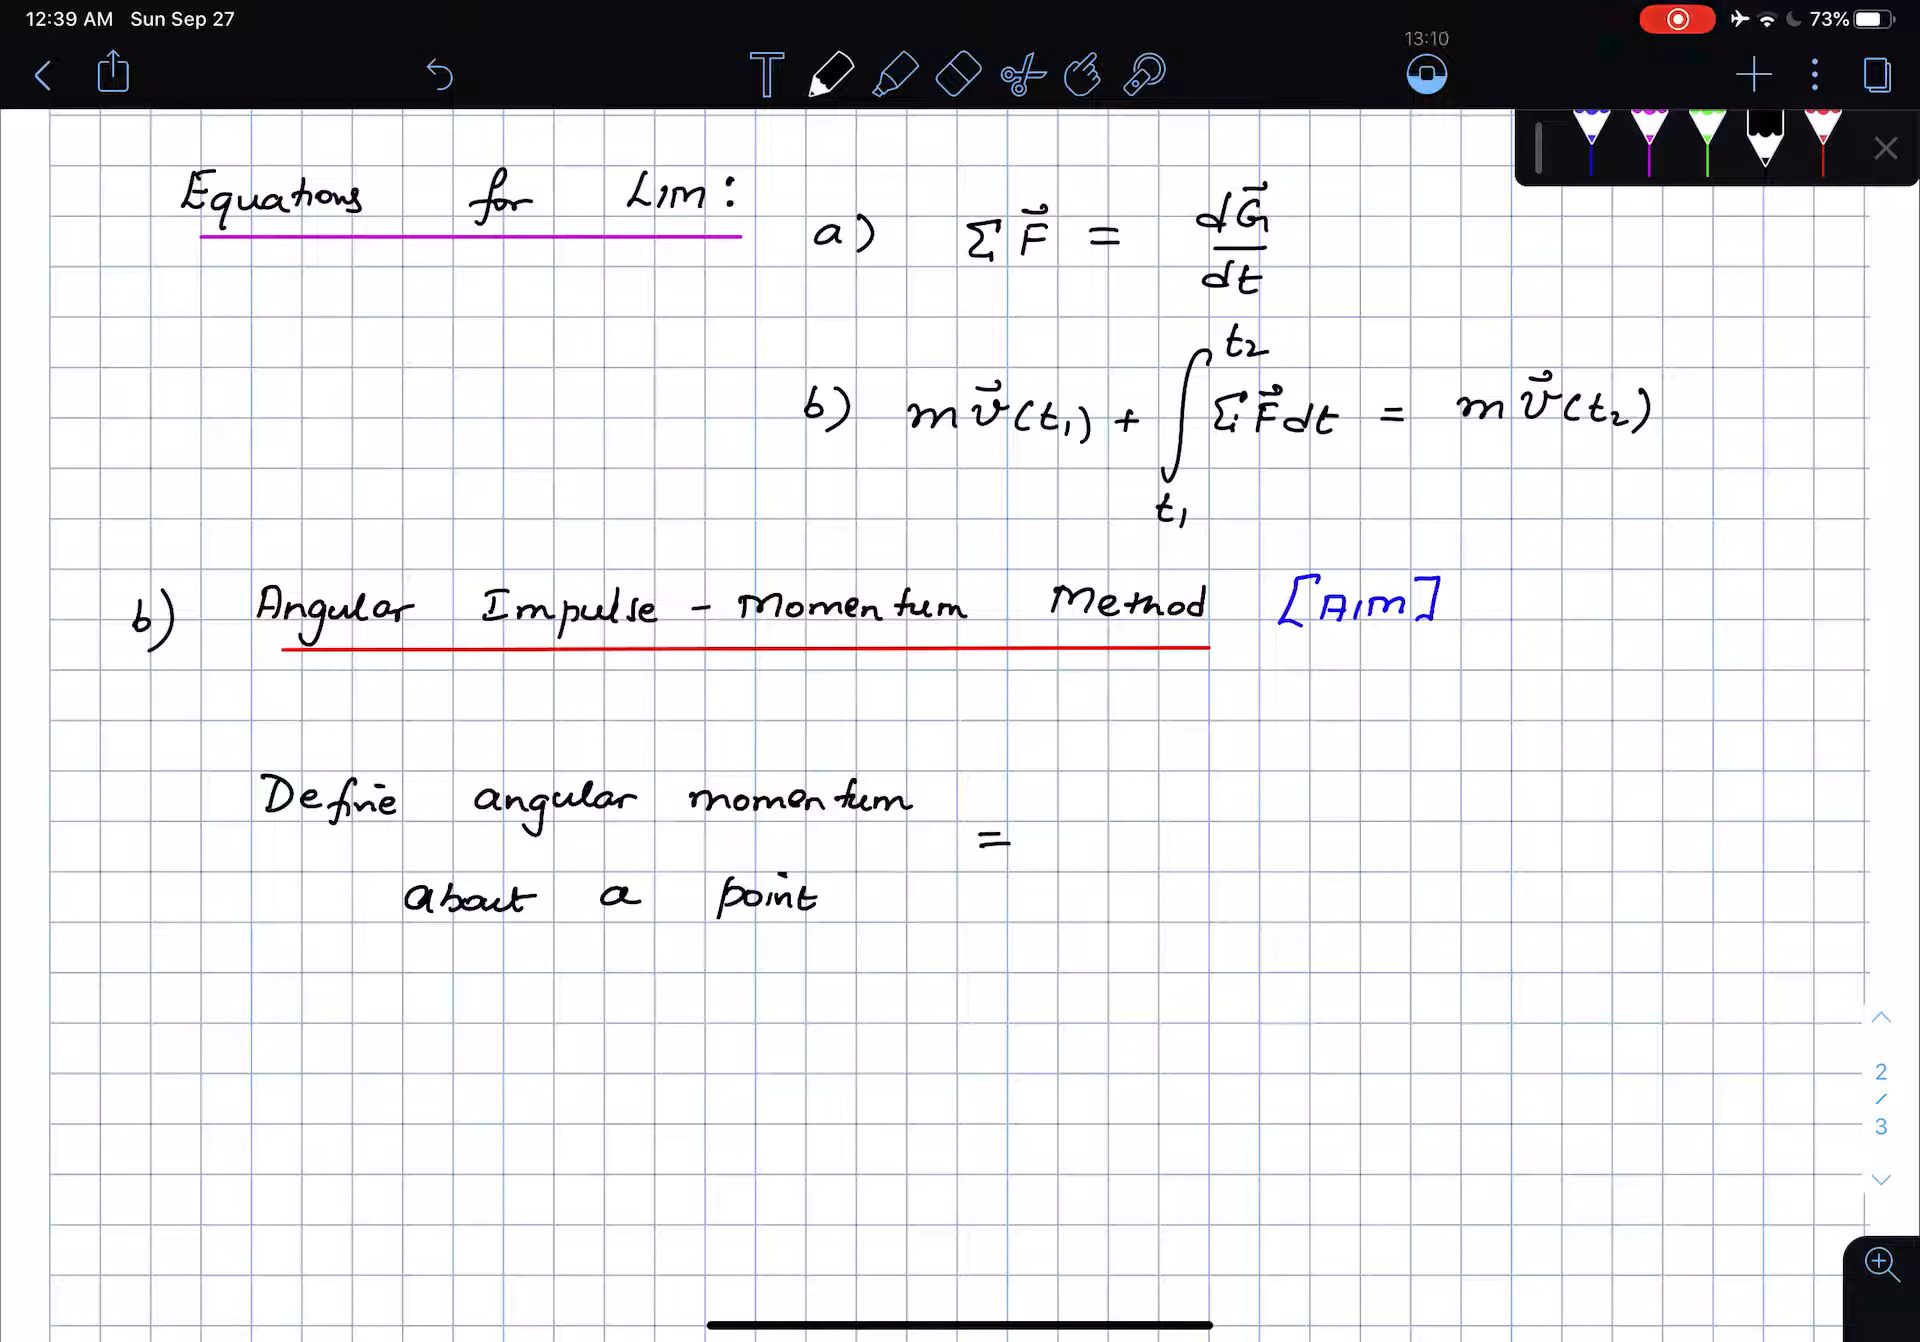 12:39 AM Sun Sep 27
73%
13:10
T
Equations for LIM:
a) Σ F⃗ = dG⃗/dt
b) m v⃗(t₁) + ∫_{t₁}^{t₂} Σ F⃗ dt = m v⃗(t₂)
b) Angular Impulse - Momentum Method [AIM]
Define angular momentum
=
about a point
2
/
3